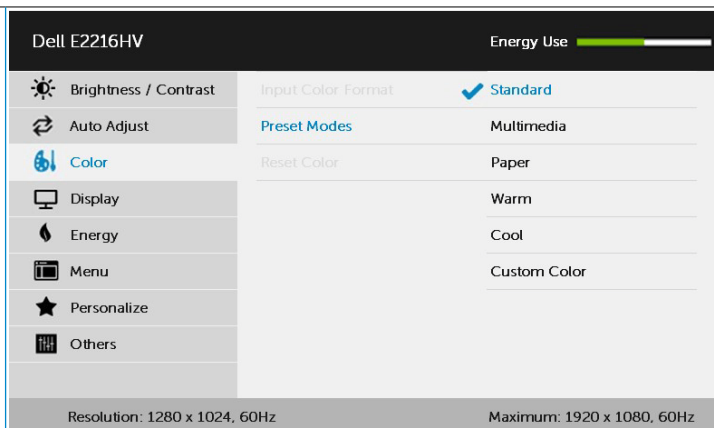 Dell E2216HV Energy Use
Brightness / Contrast Input Color Format Standard
Auto Adjust Preset Modes Multimedia
Color Reset Color Paper
Display Warm
Energy Cool
Menu Custom Color
Personalize
Others
Resolution: 1280 x 1024, 60Hz Maximum: 1920 x 1080, 60Hz